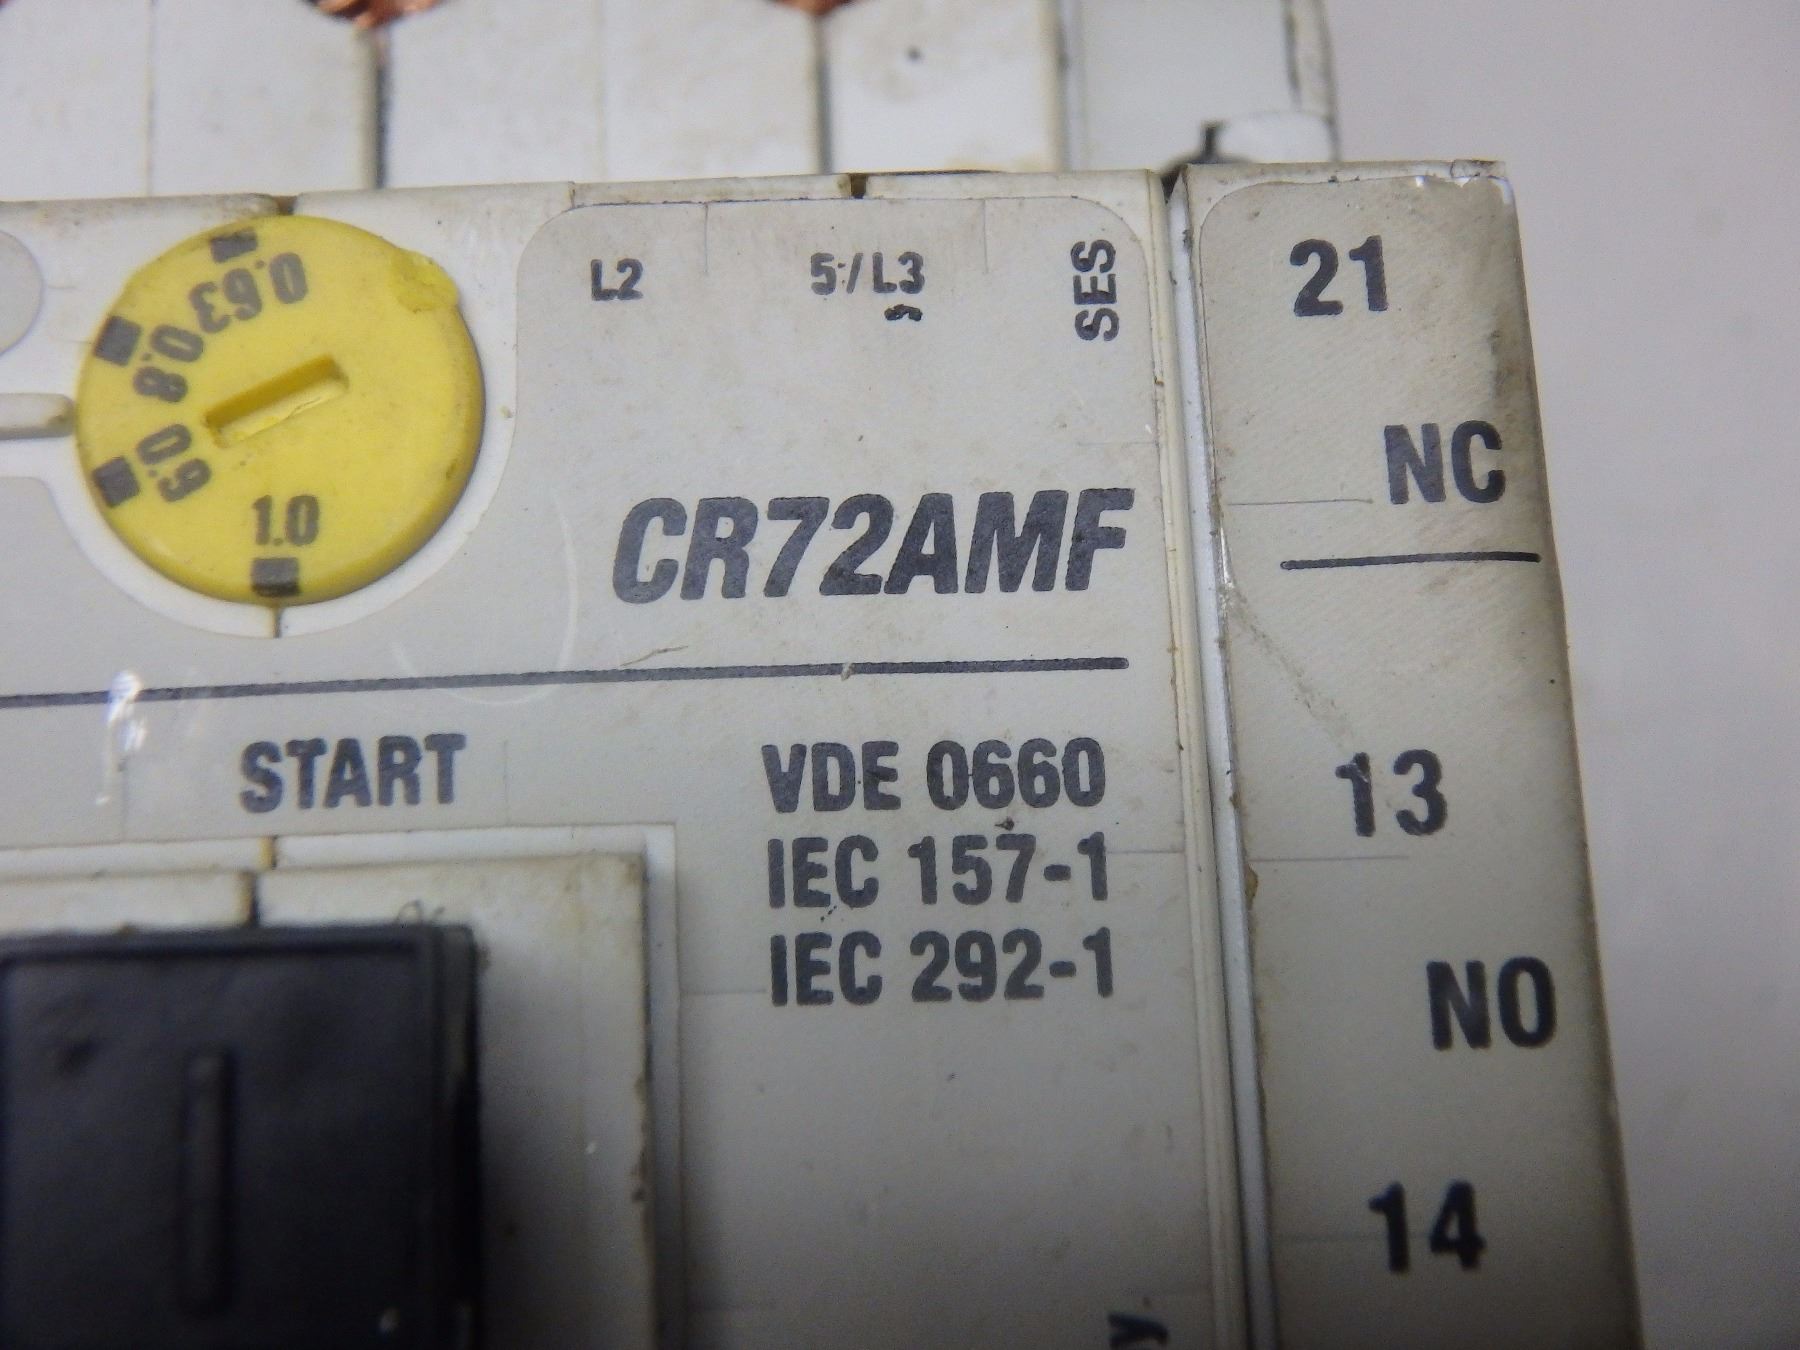 0.63
0.8
0.9
1.0
L2
5/L3
SES
CR72AMF
START
VDE 0660
IEC 157-1
IEC 292-1
21
NC
13
NO
14